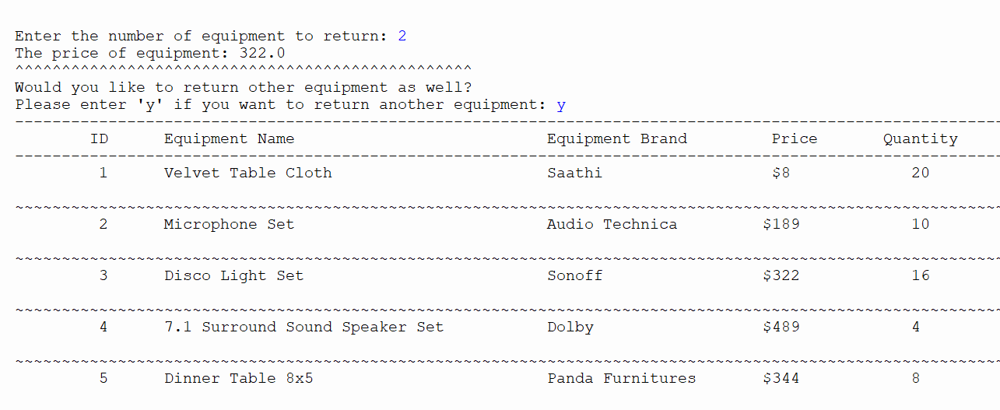 Enter the number of equipment to return: 2
The price of equipment: 322.0
^^^^^^^^^^^^^^^^^^^^^^^^^^^^^^^^^^^^^^^^^^^^^^^^^
Would you like to return other equipment as well?
Please enter 'y' if you want to return another equipment: y
---------------------------------------------------------------------------------------------------------
ID Equipment Name Equipment Brand Price Quantity
---------------------------------------------------------------------------------------------------------
1 Velvet Table Cloth Saathi $8 20
~~~~~~~~~~~~~~~~~~~~~~~~~~~~~~~~~~~~~~~~~~~~~~~~~~~~~~~~~~~~~~~~~~~~~~~~~~~~~~~~~~~~~~~~~~~~~~~~~~~~~~~~~
2 Microphone Set Audio Technica $189 10
~~~~~~~~~~~~~~~~~~~~~~~~~~~~~~~~~~~~~~~~~~~~~~~~~~~~~~~~~~~~~~~~~~~~~~~~~~~~~~~~~~~~~~~~~~~~~~~~~~~~~~~~~
3 Disco Light Set Sonoff $322 16
~~~~~~~~~~~~~~~~~~~~~~~~~~~~~~~~~~~~~~~~~~~~~~~~~~~~~~~~~~~~~~~~~~~~~~~~~~~~~~~~~~~~~~~~~~~~~~~~~~~~~~~~~
4 7.1 Surround Sound Speaker Set Dolby $489 4
~~~~~~~~~~~~~~~~~~~~~~~~~~~~~~~~~~~~~~~~~~~~~~~~~~~~~~~~~~~~~~~~~~~~~~~~~~~~~~~~~~~~~~~~~~~~~~~~~~~~~~~~~
5 Dinner Table 8x5 Panda Furnitures $344 8